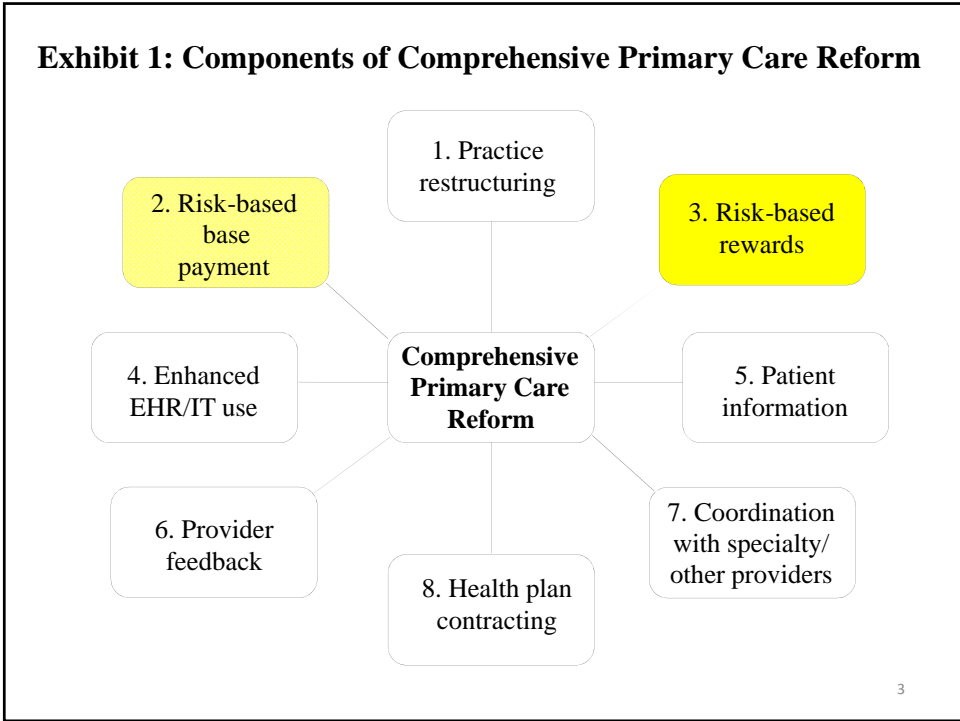 Exhibit 1: Components of Comprehensive Primary Care Reform
1. Practice
restructuring
2. Risk-based
base
payment
3. Risk-based
rewards
4. Enhanced
EHR/IT use
Comprehensive
Primary Care
Reform
5. Patient
information
6. Provider
feedback
7. Coordination
with specialty/
other providers
8. Health plan
contracting
3